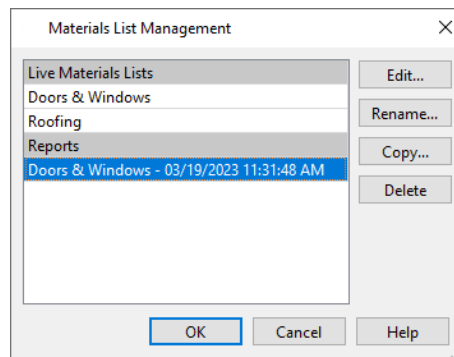 Materials List Management
Live Materials Lists
Doors & Windows
Roofing
Reports
Doors & Windows - 03/19/2023 11:31:48 AM
Edit...
Rename...
Copy...
Delete
OK
Cancel
Help